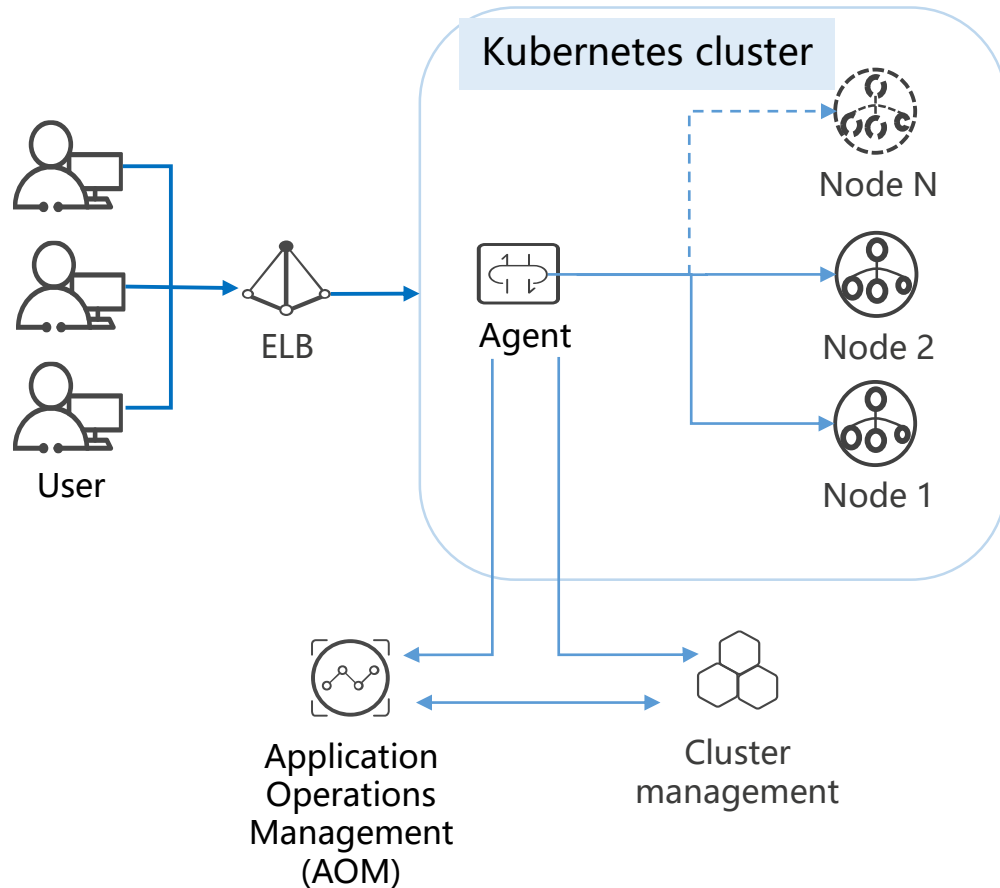 Kubernetes cluster
Node N
ELB
Agent
Node 2
User
Node 1
Application
Operations
Management
(AOM)
Cluster
management